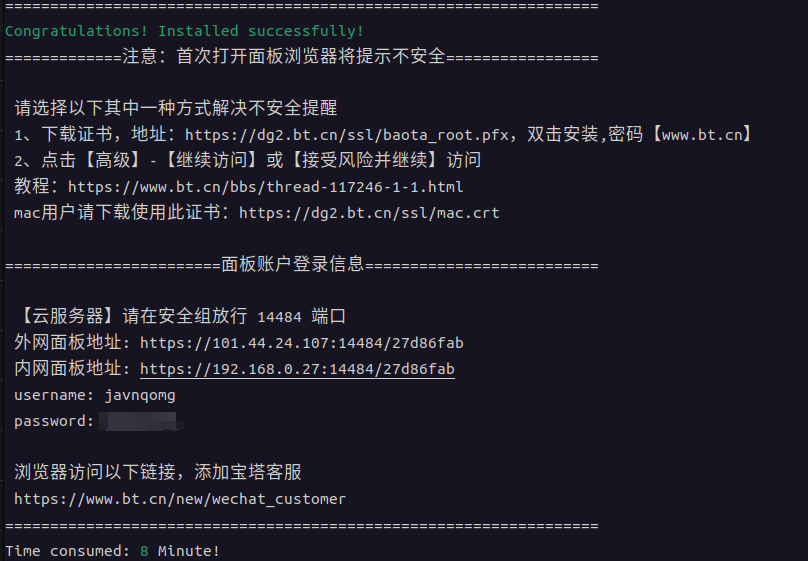 ==================================================================
Congratulations! Installed successfully!
=============注意：首次打开面板浏览器将提示不安全=================
请选择以下其中一种方式解决不安全提醒
1、下载证书，地址：https://dg2.bt.cn/ssl/baota_root.pfx，双击安装,密码【www.bt.cn】
2、点击【高级】-【继续访问】或【接受风险并继续】访问
教程：https://www.bt.cn/bbs/thread-117246-1-1.html
mac用户请下载使用此证书：https://dg2.bt.cn/ssl/mac.crt
========================面板账户登录信息==========================
【云服务器】请在安全组放行 14484 端口
外网面板地址: https://101.44.24.107:14484/27d86fab
内网面板地址: https://192.168.0.27:14484/27d86fab
username: javnqomg
password:
浏览器访问以下链接，添加宝塔客服
https://www.bt.cn/new/wechat_customer
==================================================================
Time consumed: 8 Minute!